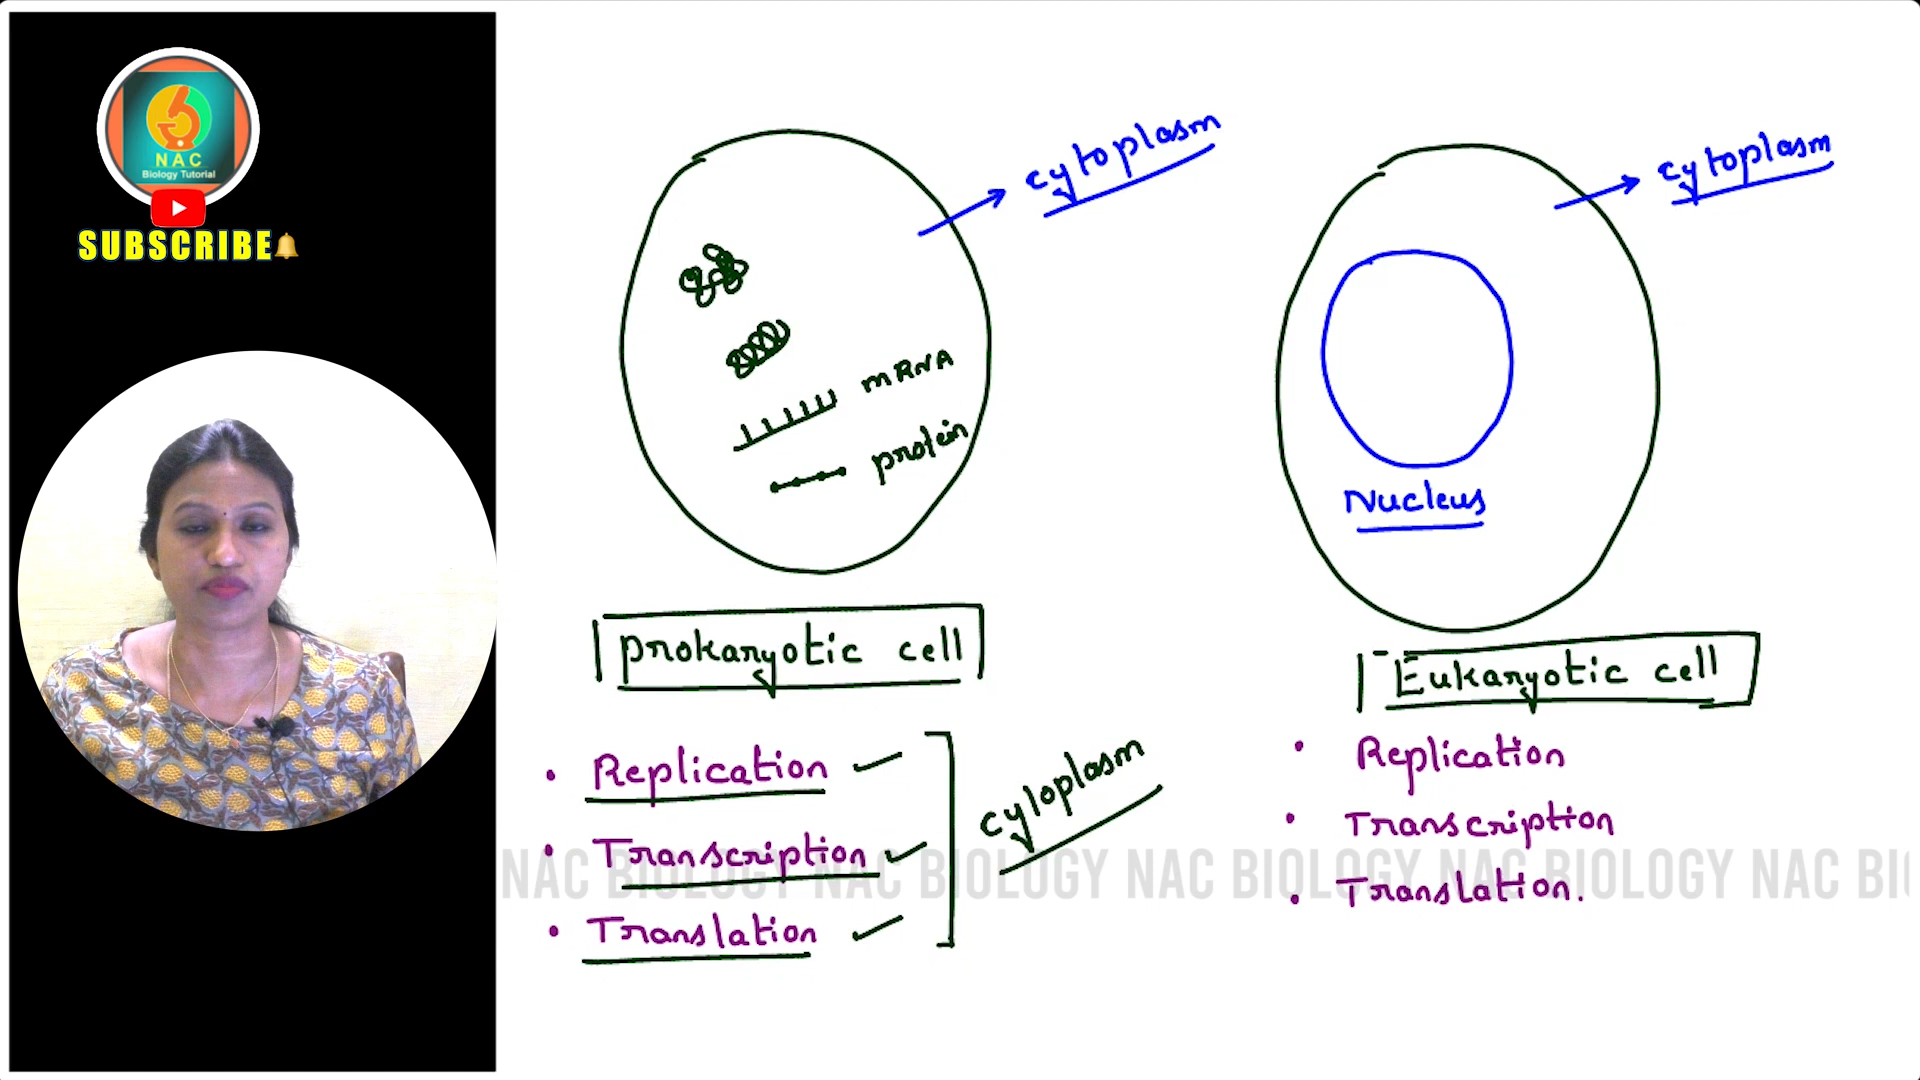 NAC
Biology Tutorial
SUBSCRIBE
cytoplasm
cytoplasm
mRNA
protein
Nucleus
Prokaryotic cell
Eukaryotic cell
• Replication
• Transcription
• Translation
cytoplasm
• Replication
• Transcription
• Translation.
NAC BIOLOGY NAC BIOLOGY NAC BIOLOGY NAC BIOLOGY NAC BI